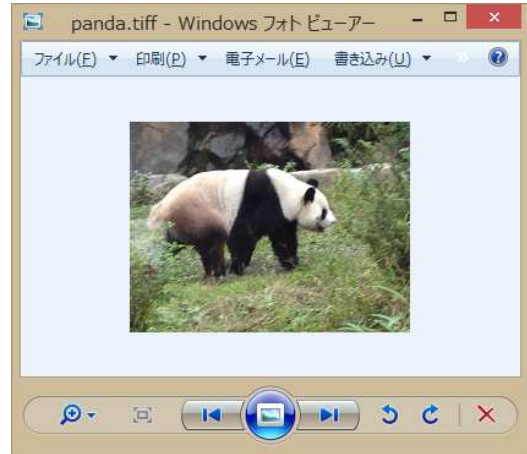 panda.tiff - Windows フォト ビューアー
ファイル(F) 印刷(P) 電子メール(E) 書き込み(U) »